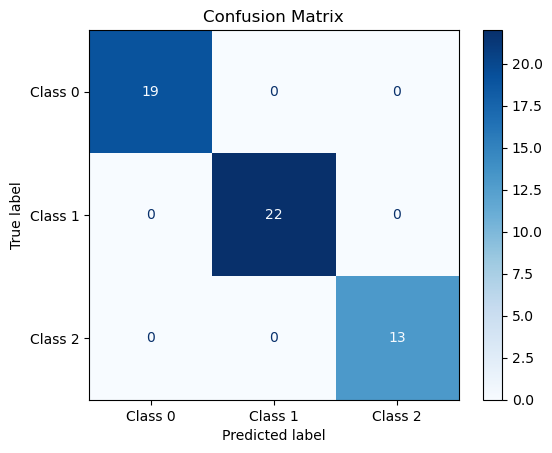 Confusion Matrix
Class 0
19
0
0
Class 1
0
22
0
Class 2
0
0
13
Class 0
Class 1
Class 2
Predicted label
True label
20.0
17.5
15.0
12.5
10.0
7.5
5.0
2.5
0.0